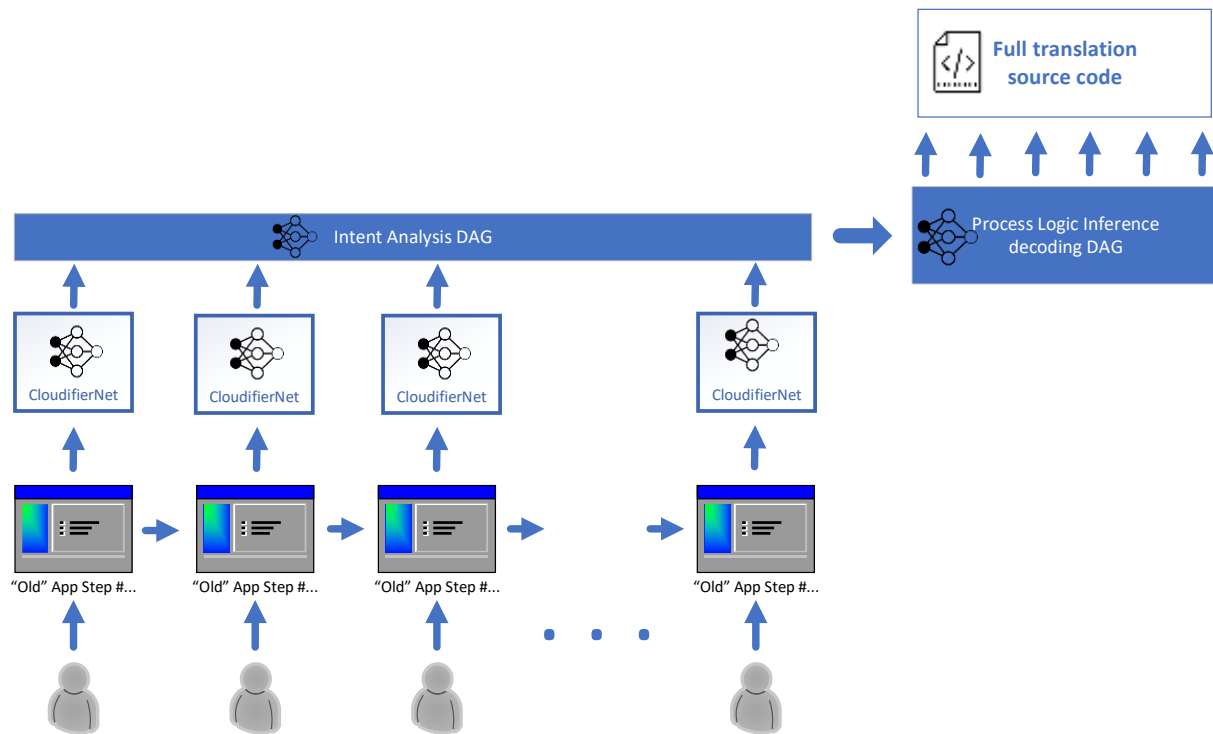 Full translation
source code
Intent Analysis DAG
Process Logic Inference
decoding DAG
CloudifierNet
CloudifierNet
CloudifierNet
CloudifierNet
“Old” App Step #...
“Old” App Step #...
“Old” App Step #...
“Old” App Step #...